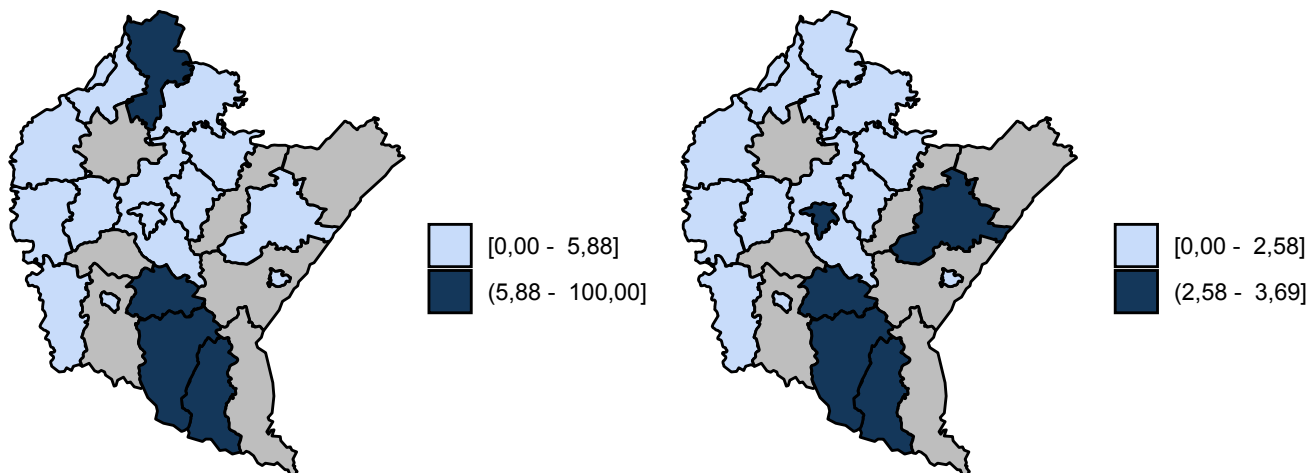 [0,00 - 5,88]
(5,88 - 100,00]
[0,00 - 2,58]
(2,58 - 3,69]